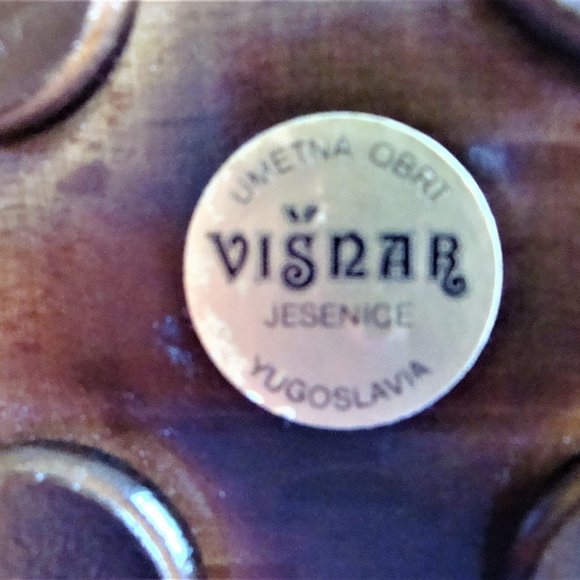 UMETNA OBRT
VIŠNAR
JESENICE
YUGOSLAVIA